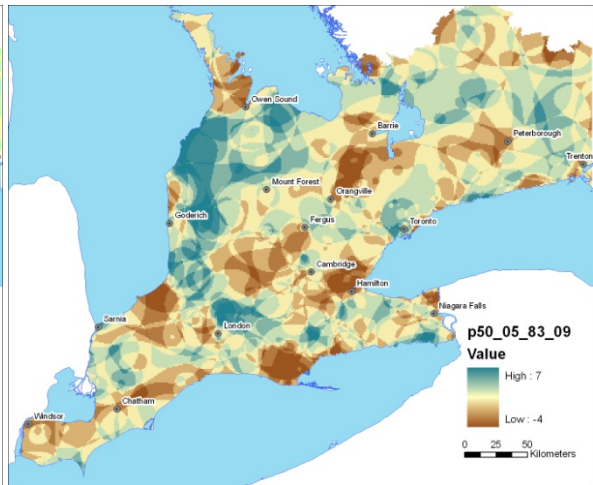 Owen Sound
Barrie
Peterborough
Trenton
Mount Forest
Orangville
Goderich
Fergus
Toronto
Cambridge
Hamilton
Niagara Falls
Sarnia
London
Chatham
Windsor
p50_05_83_09
Value
High : 7
Low : -4
0 25 50
Kilometers